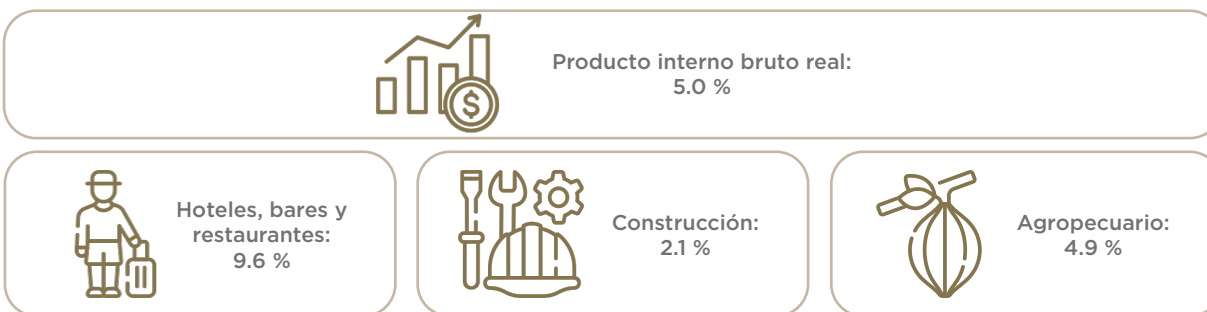 Producto interno bruto real:
5.0 %
Hoteles, bares y
restaurantes:
9.6 %
Construcción:
2.1 %
Agropecuario:
4.9 %